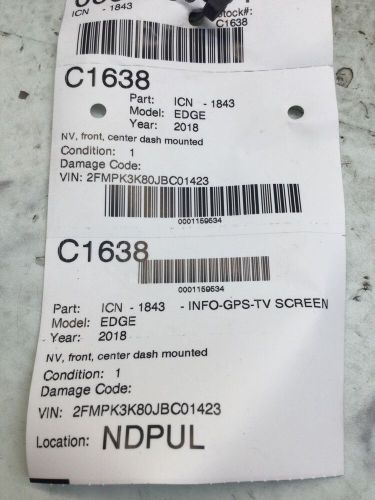 ICN - 1843
Stock#:
C1638
C1638
Part: ICN - 1843
Model: EDGE
Year: 2018
NV, front, center dash mounted
Condition: 1
Damage Code:
VIN: 2FMPK3K80JBC01423
0001159534
C1638
0001159534
Part: ICN - 1843 - INFO-GPS-TV SCREEN
Model: EDGE
Year: 2018
NV, front, center dash mounted
Condition: 1
Damage Code:
VIN: 2FMPK3K80JBC01423
Location: NDPUL